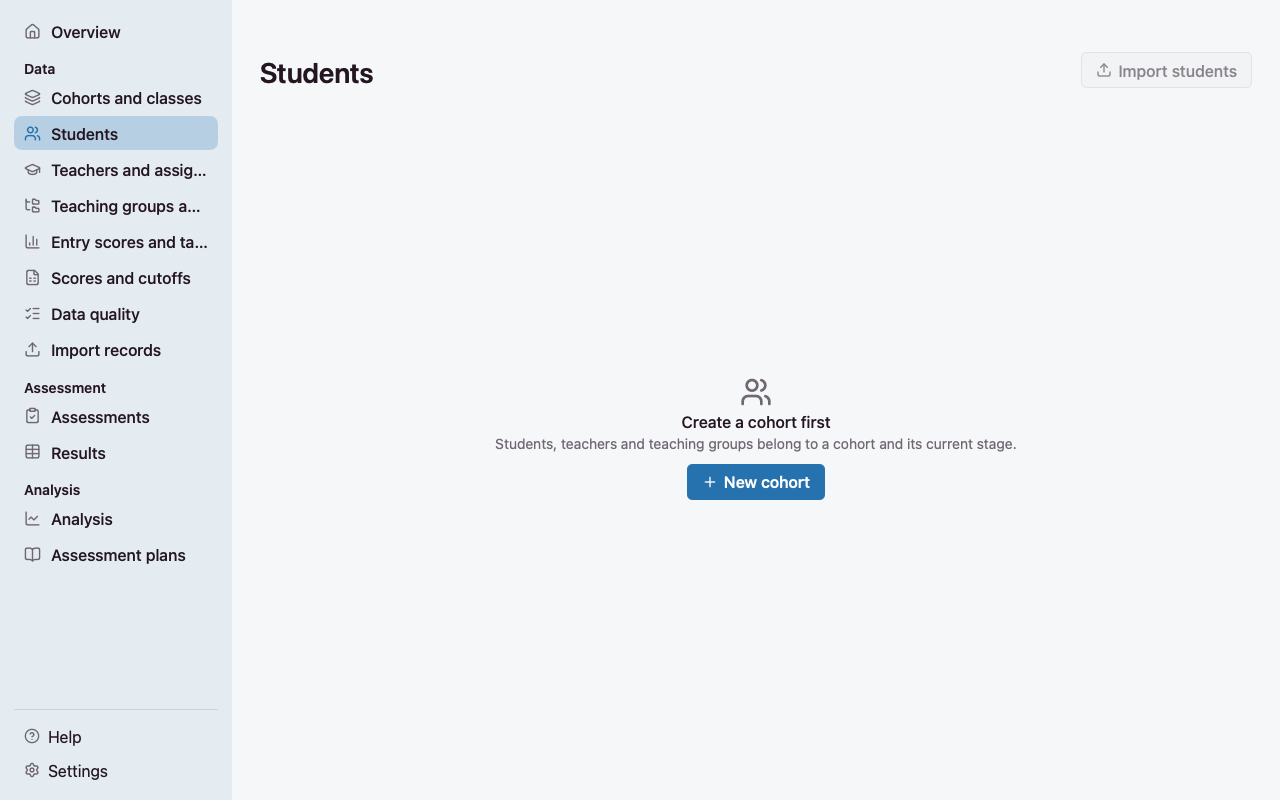 Overview
Data
Cohorts and classes
Students
Teachers and assig...
Teaching groups a...
Entry scores and ta...
Scores and cutoffs
Data quality
Import records
Assessment
Assessments
Results
Analysis
Analysis
Assessment plans
Help
Settings
Students
Import students
Create a cohort first
Students, teachers and teaching groups belong to a cohort and its current stage.
New cohort